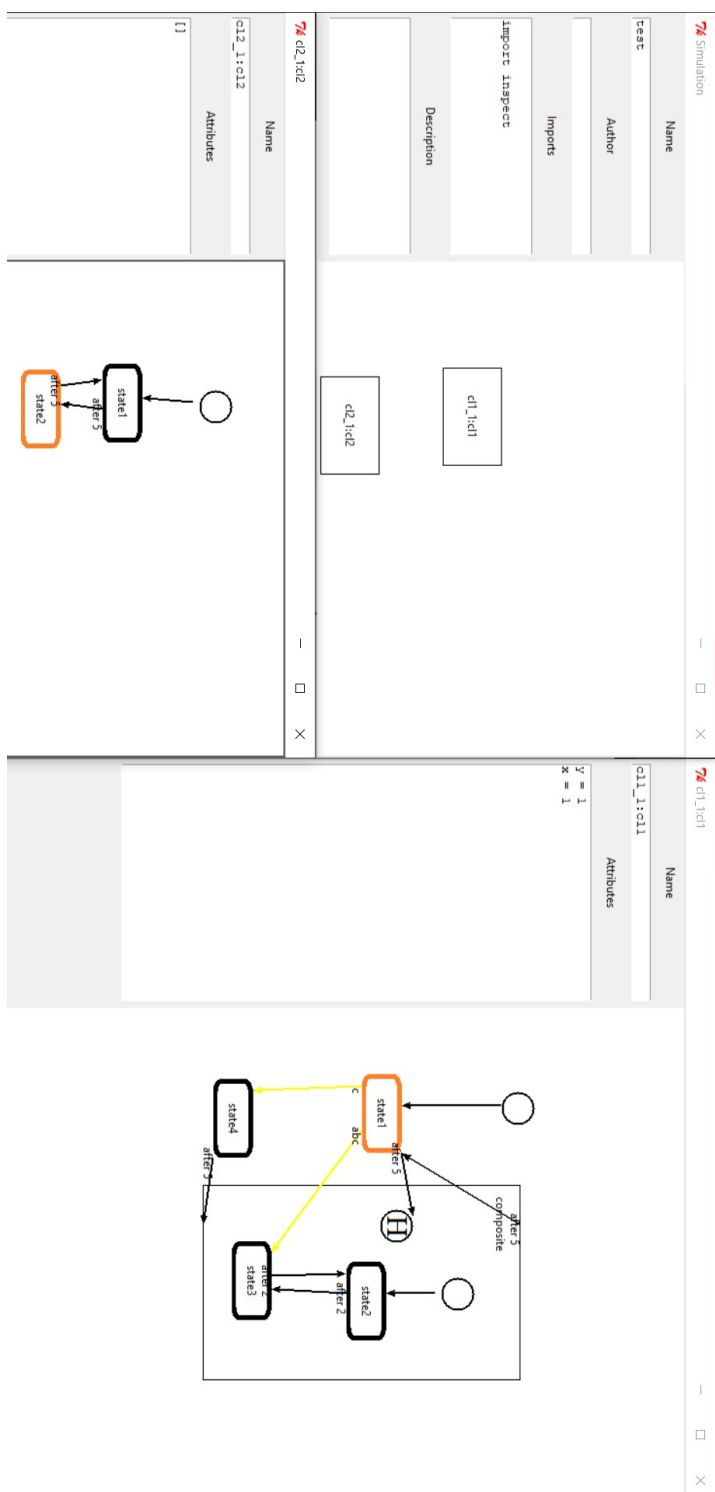 Simulation
Name
test
Author
Imports
import inspect
Description
cl1_1:cl1
cl2_1:cl2
cl2_1:cl2
Name
cl2_1:cl2
Attributes
[]
state1
after 5
after 5
state2
cl1_1:cl1
Name
cl1_1:cl1
Attributes
y = 1
x = 1
after 5
composite
state1
after 5
H
c
abc
state2
after 2
after 2
state3
state4
after 5